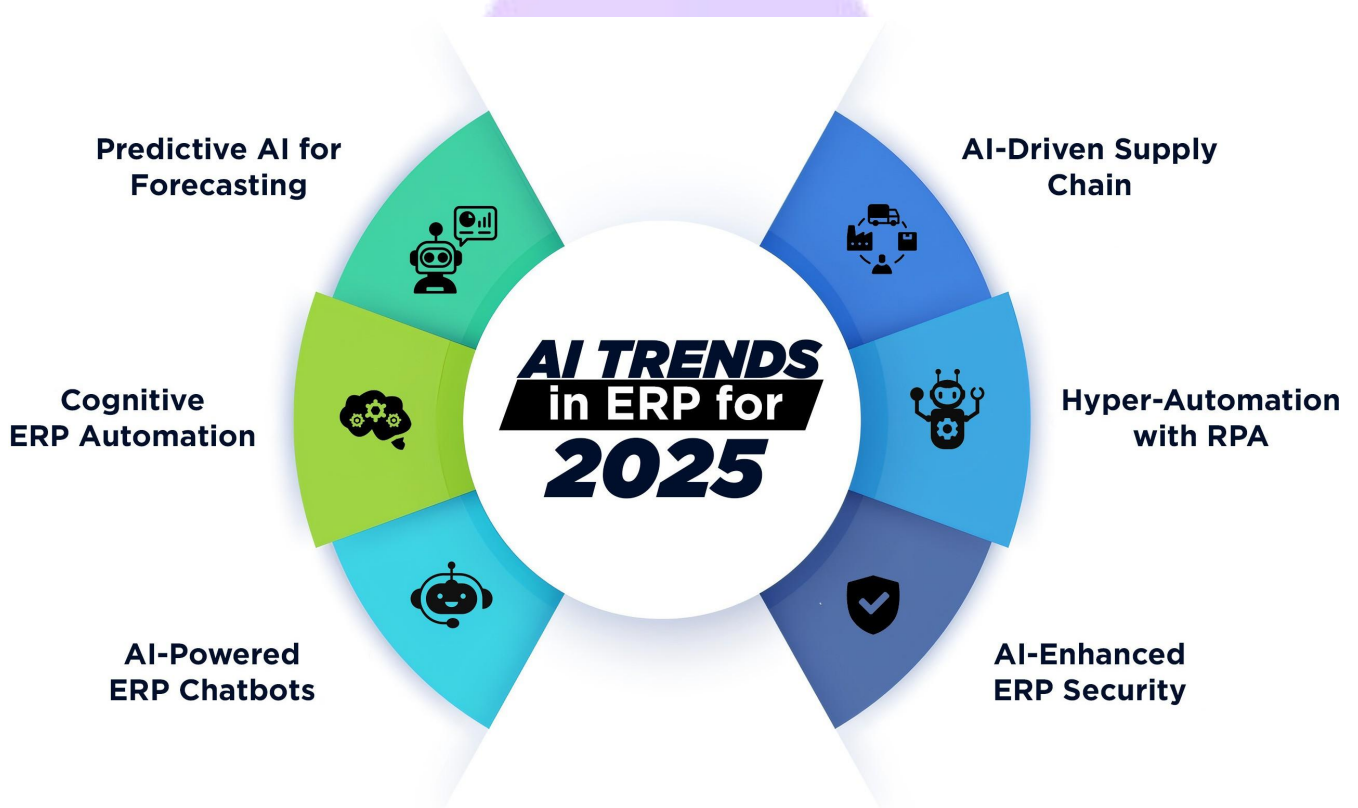 Predictive AI for
Forecasting
Cognitive
ERP Automation
AI-Powered
ERP Chatbots
AI TRENDS
in ERP for
2025
AI-Driven Supply
Chain
Hyper-Automation
with RPA
AI-Enhanced
ERP Security